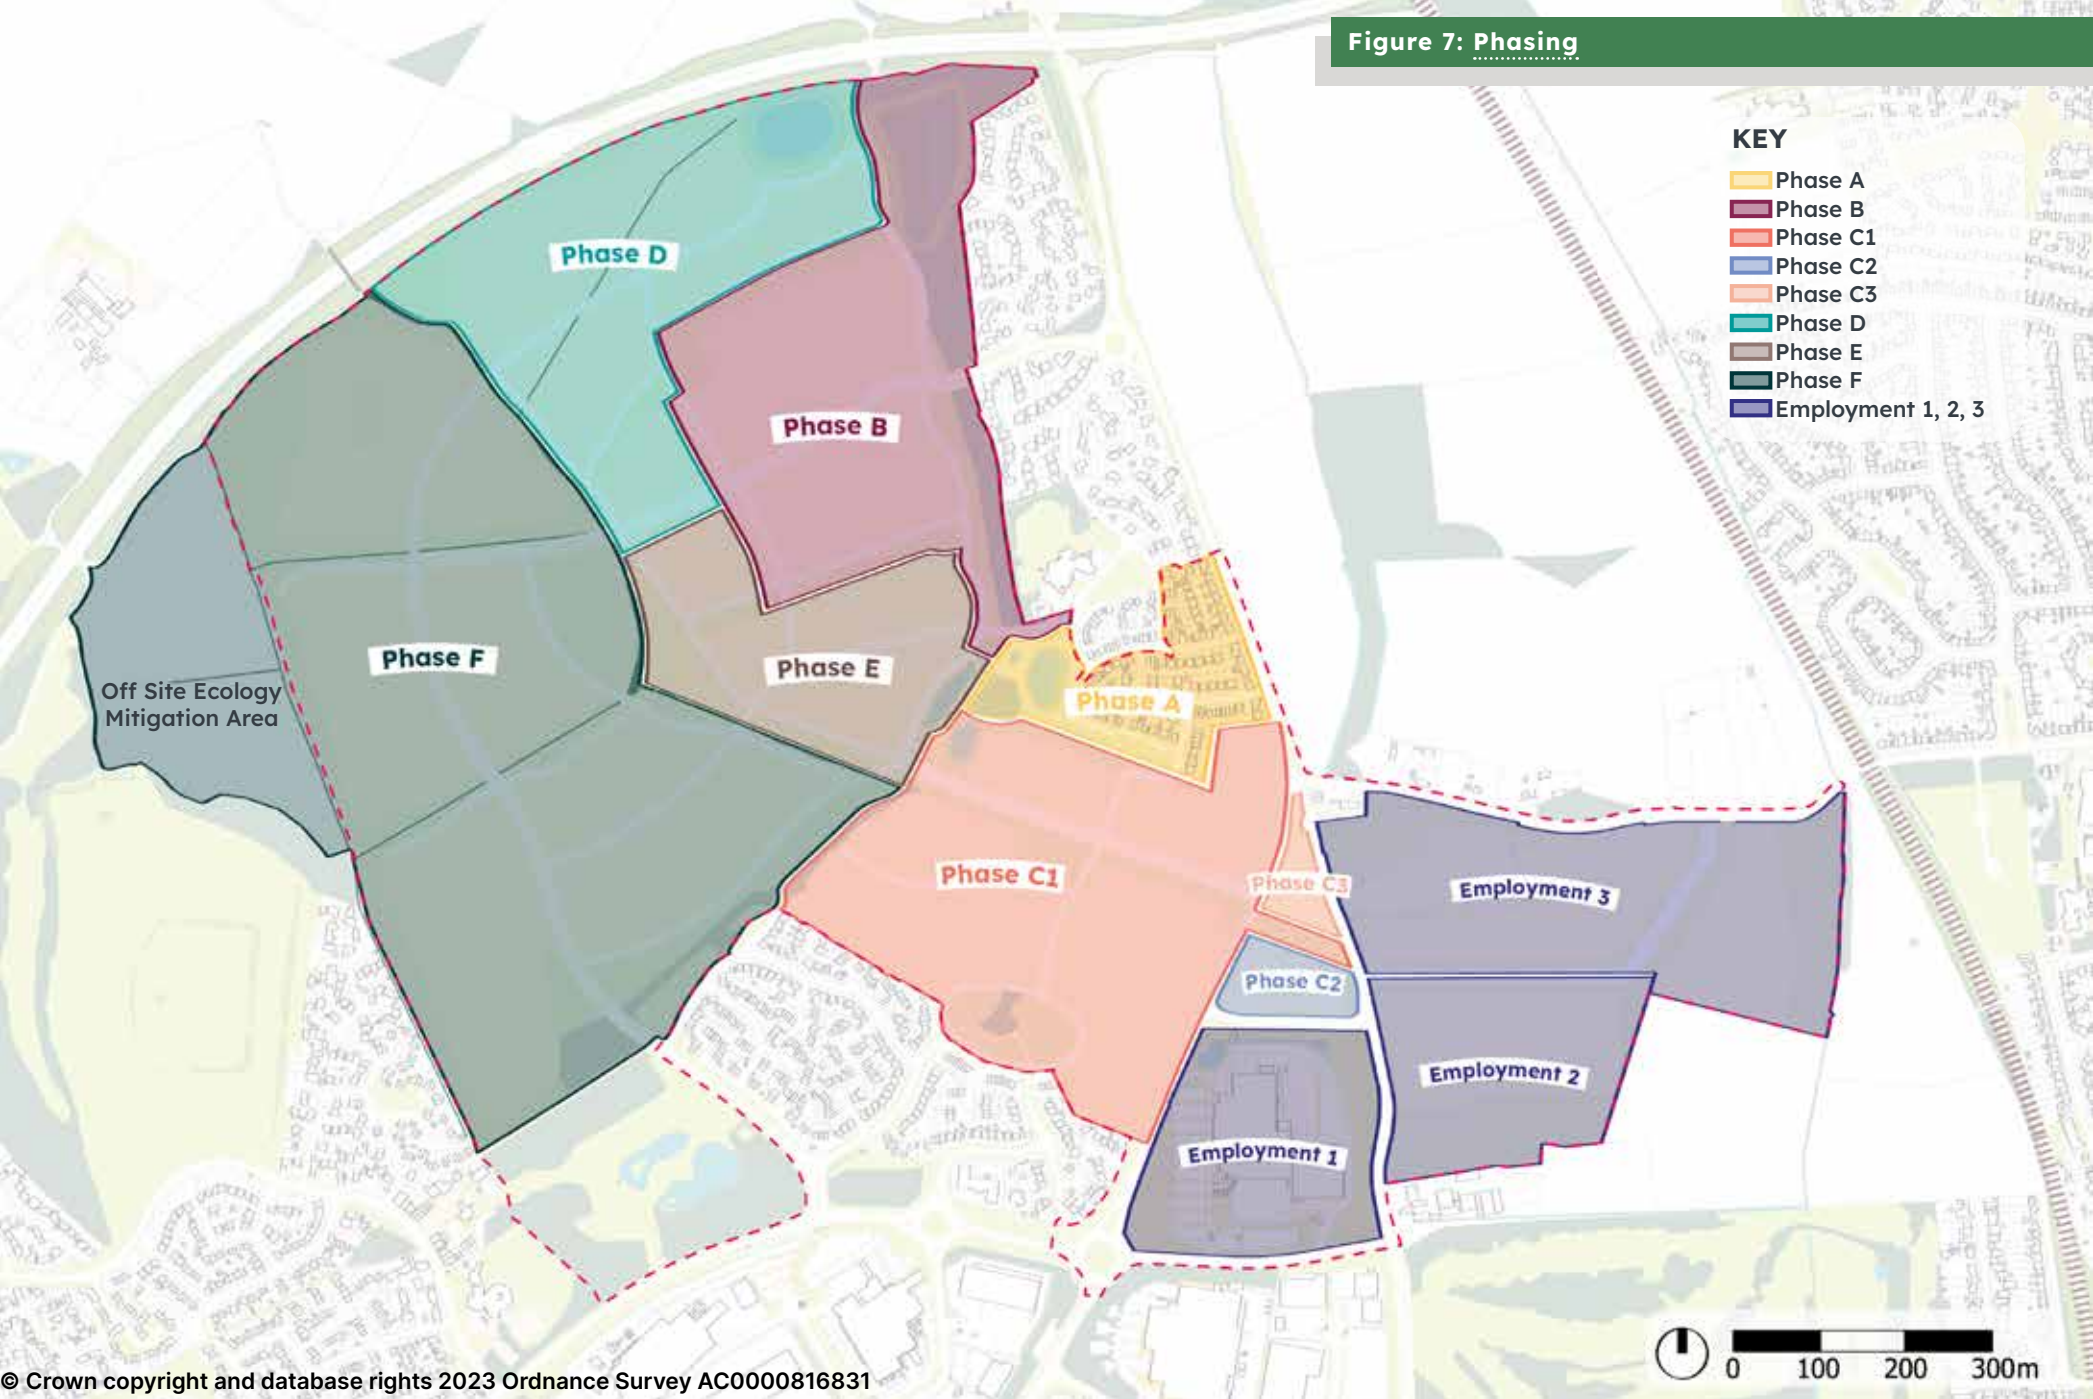 Figure 7: Phasing
KEY
Phase A
Phase B
Phase C1
Phase C2
Phase C3
Phase D
Phase E
Phase F
Employment 1, 2, 3
Phase D
Phase B
Phase F
Phase E
Off Site Ecology
Mitigation Area
Phase A
Phase C1
Phase C3
Employment 3
Phase C2
Employment 2
Employment 1
0 100 200 300m
© Crown copyright and database rights 2023 Ordnance Survey AC0000816831